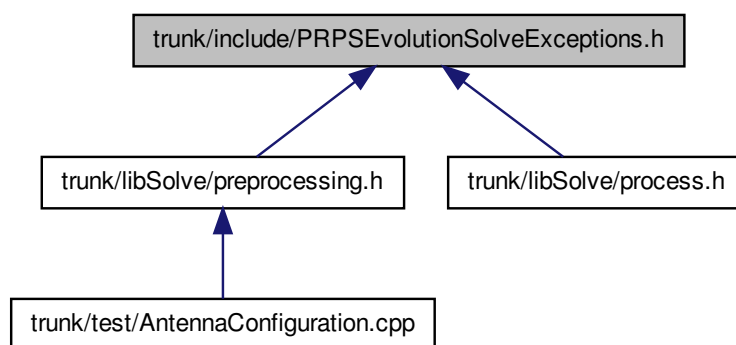 trunk/include/PRPSEvolutionSolveExceptions.h
trunk/libSolve/preprocessing.h
trunk/libSolve/process.h
trunk/test/AntennaConfiguration.cpp